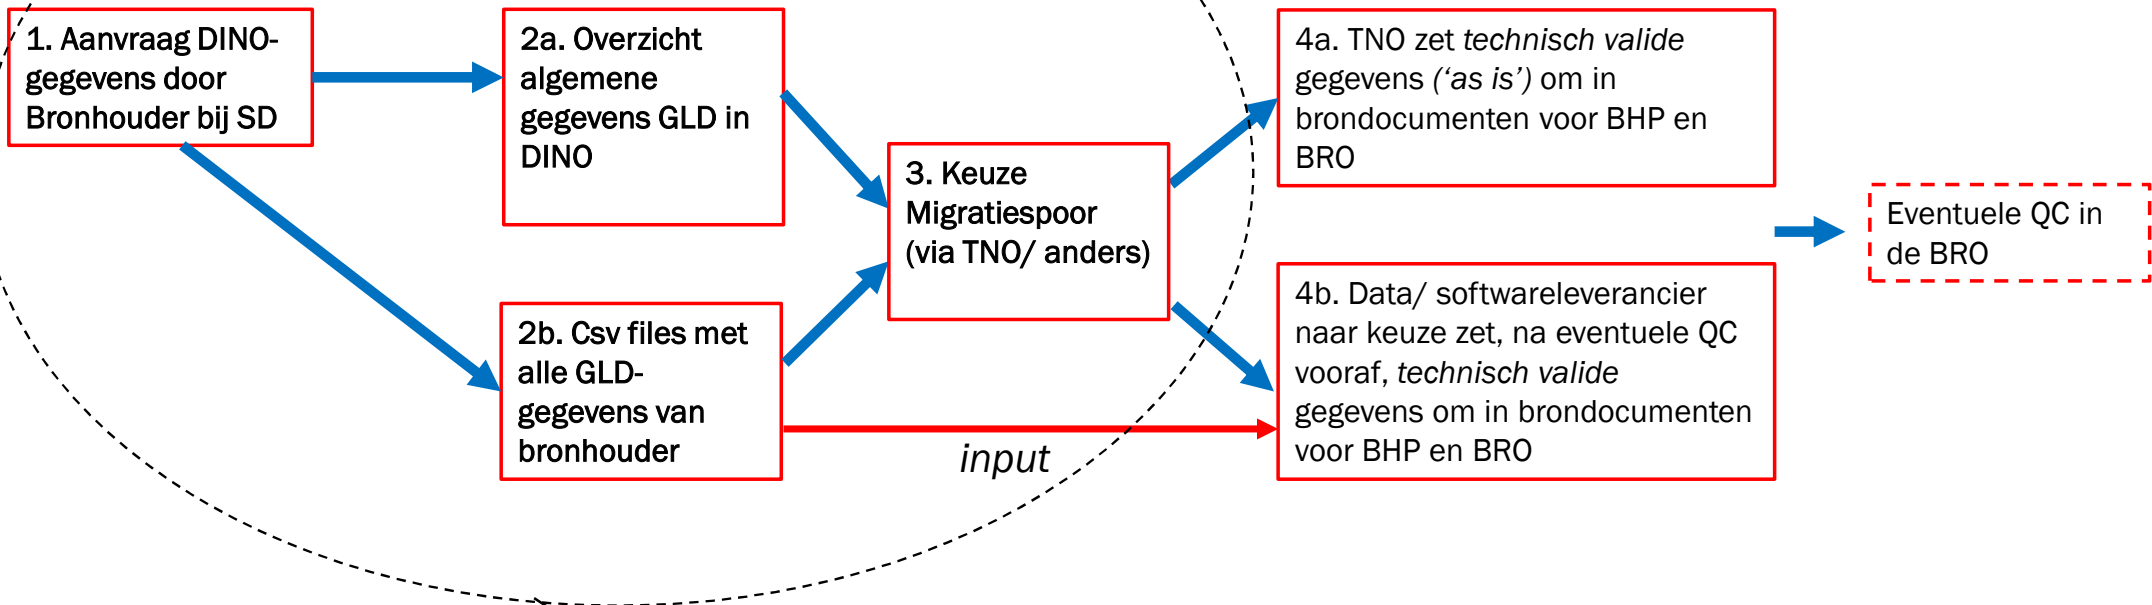 1. Aanvraag DINO-
gegevens door
Bronhouder bij SD
2a. Overzicht
algemene
gegevens GLD in
DINO
2b. Csv files met
alle GLD-
gegevens van
bronhouder
3. Keuze
Migratiespoor
(via TNO/ anders)
input
4a. TNO zet technisch valide
gegevens (‘as is’) om in
brondocumenten voor BHP en
BRO
4b. Data/ softwareleverancier
naar keuze zet, na eventuele QC
vooraf, technisch valide
gegevens om in brondocumenten
voor BHP en BRO
Eventuele QC in
de BRO